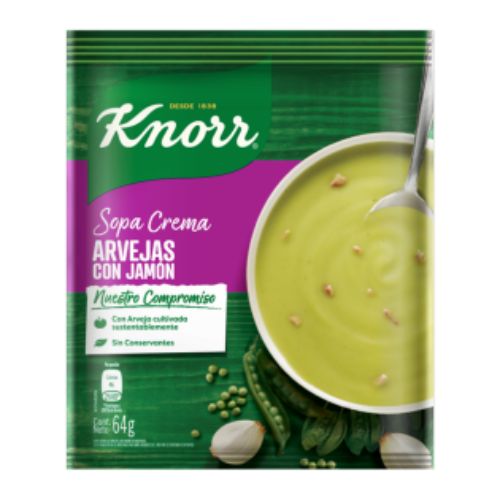 DESDE 1838
Knorr®
Sopa Crema
ARVEJAS
CON JAMÓN
Nuestro Compromiso
Con Arveja cultivada
sustentablemente
Sin Conservantes
Cont.
Neto 64g